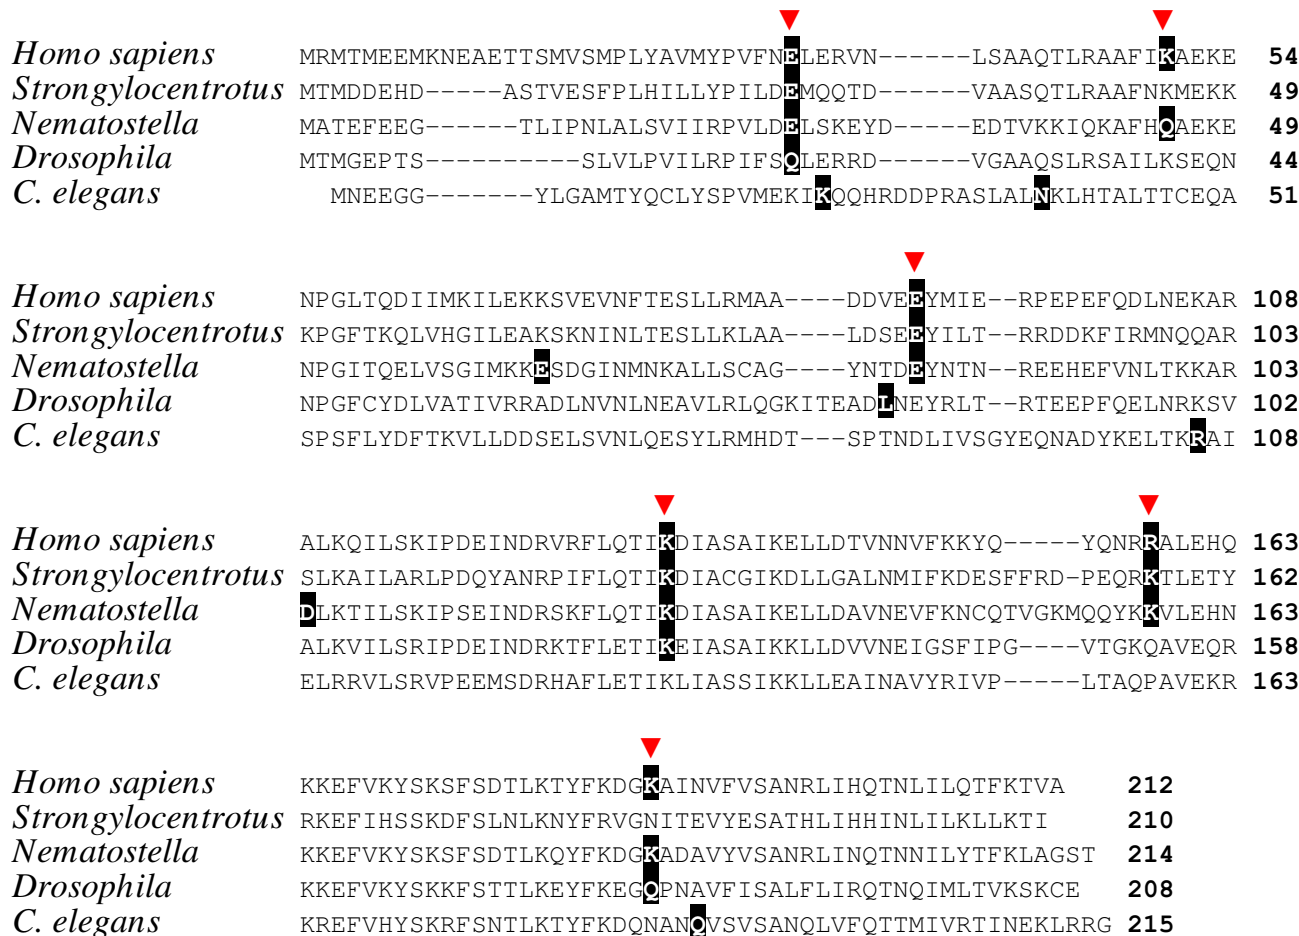 Homo sapiens MRMTMEEMKNEAETTSMVSMPLYAVMYPVFNELERVN------LSAAQTLRAAFIKAEKE 54
Strongylocentrotus MTMDDEHD-----ASTVESFPLHILLYPILDEMQQTD------VAASQTLRAAFNKMEKK 49
Nematostella MATEFEEG------TLIPNLALSVIIRPVLDELSKEYD-----EDTVKKIQKAFHQAEKE 49
Drosophila MTMGEPTS----------SLVLPVILRPIFSQLERRD------VGAAQSLRSAILKSEQN 44
C. elegans MNEEGG-------YLGAMTYQCLYSPVMEKIKQQHRDDPRASLALNKLHTALTTCEQA 51
Homo sapiens NPGLTQDIIMKILEKKSVEVNFTESLLRMAA----DDVEEYMIE--RPEPEFQDLNEKAR 108
Strongylocentrotus KPGFTKQLVHGILEAKSKNINLTESLLKLAA----LDSEEYILT--RRDDKFIRMNQQAR 103
Nematostella NPGITQELVSGIMKKESDGINMNKALLSCAG----YNTDEYNTN--REEHEFVNLTKKAR 103
Drosophila NPGFCYDLVATIVRRADLNVNLNEAVLRLQGKITEADLNEYRLT--RTEEPFQELNRKSV 102
C. elegans SPSFLYDFTKVLLDDSELSVNLQESYLRMHDT---SPTNDLIVSGYEQNADYKELTKRAI 108
Homo sapiens ALKQILSKIPDEINDRVRFLQTIKDIASAIKELLDTVNNVFKKYQ-----YQNRRALEHQ 163
Strongylocentrotus SLKAILARLPDQYANRPIFLQTIKDIACGIKDLLGALNMIFKDESFFRD-PEQRKTLETY 162
Nematostella DLKTILSKIPSEINDRSKFLQTIKDIASAIKELLDAVNEVFKNCQTVGKMQQYKKVLEHN 163
Drosophila ALKVILSRIPDEINDRKTFLETIKEIASAIKKLLDVVNEIGSFIPG----VTGKQAVEQR 158
C. elegans ELRRVLSRVPEEMSDRHAFLETIKLIASSIKKLLEAINAVYRIVP-----LTAQPAVEKR 163
Homo sapiens KKEFVKYSKSFSDTLKTYFKDGKAINVFVSANRLIHQTNLILQTFKTVA 212
Strongylocentrotus RKEFIHSSKDFSLNLKNYFRVGNITEVYESATHLIHHINLILKLLKTI 210
Nematostella KKEFVKYSKSFSDTLKQYFKDGKADAVYVSANRLINQTNNILYTFKLAGST 214
Drosophila KKEFVKYSKKFSTTLKEYFKEGQPNAVFISALFLIRQTNQIMLTVKSKCE 208
C. elegans KREFVHYSKRFSNTLKTYFKDQNANQVSVSANQLVFQTTMIVRTINEKLRRG 215